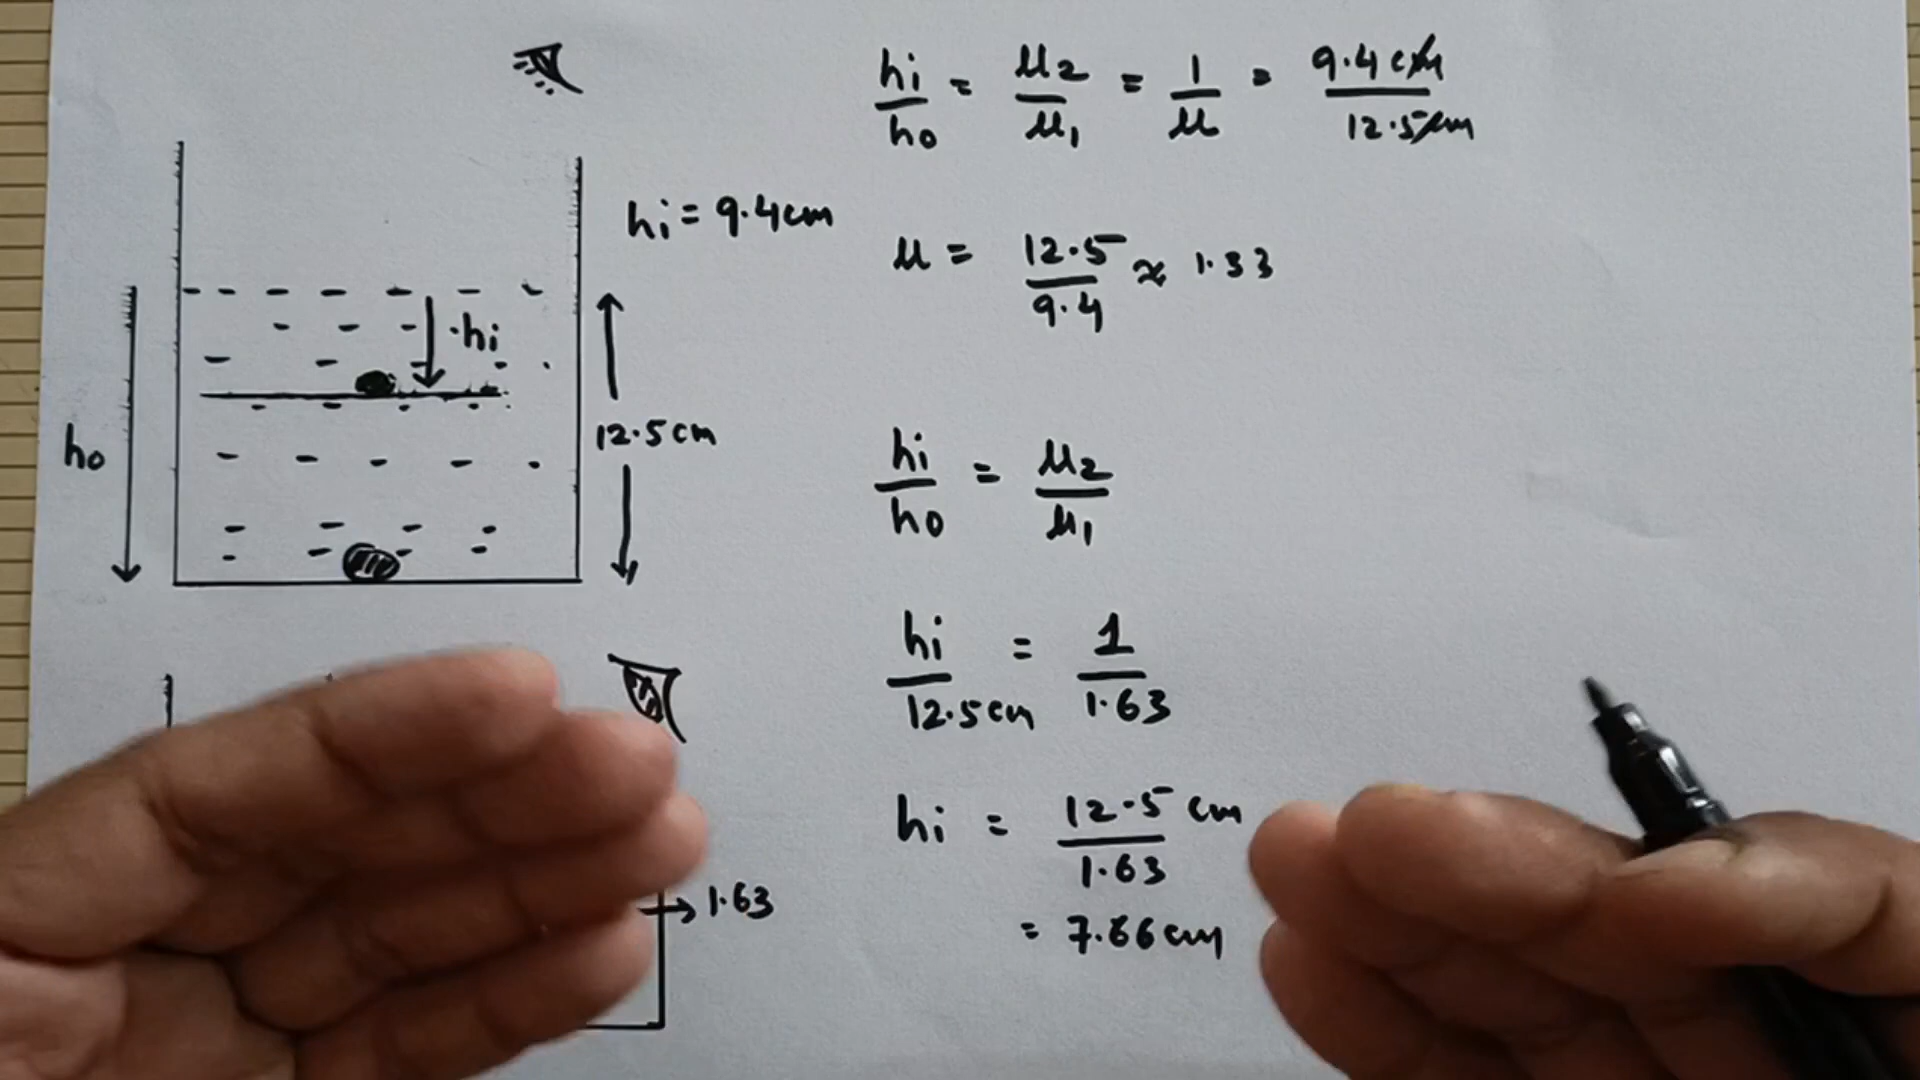 hi/ho = μ2/μ1 = 1/μ = 9.4cm/12.5cm
hi = 9.4cm
μ = 12.5/9.4 ≈ 1.33
hi
ho
12.5cm
hi/ho = μ2/μ1
hi/12.5cm = 1/1.63
hi = 12.5 cm/1.63
= 7.66cm
1.63